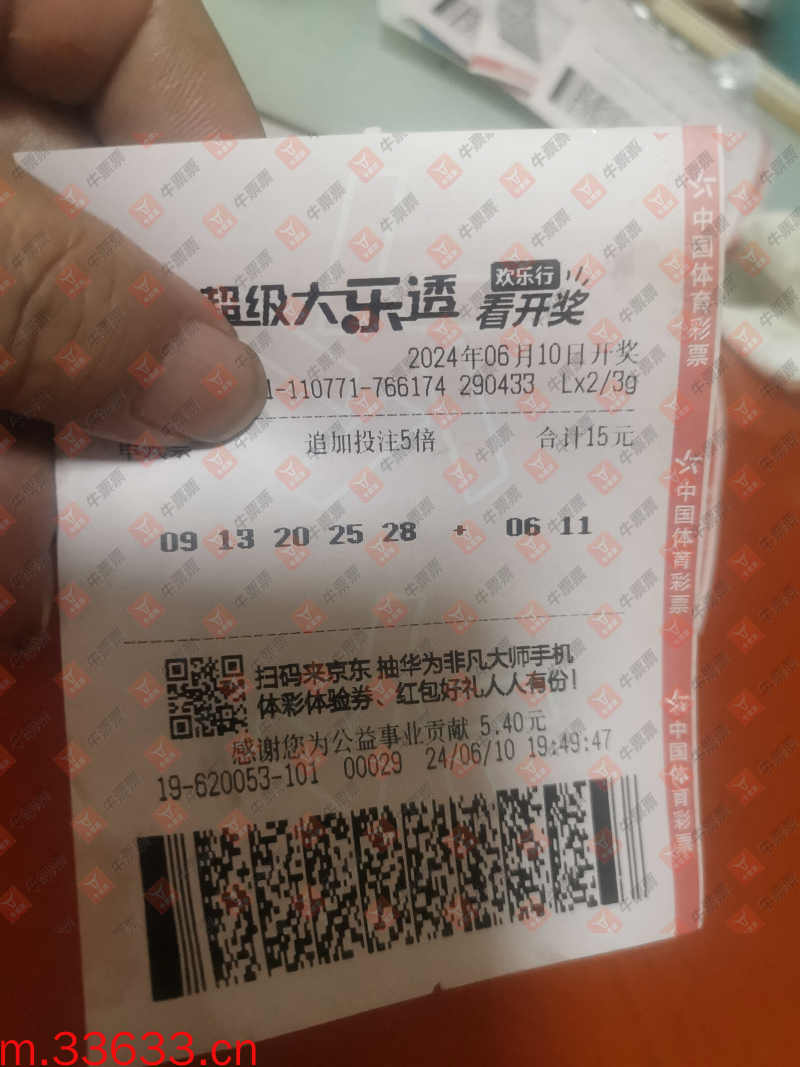 超级大乐透 欢乐行 看开奖
2024年06月10日开奖
1-110771-766174 290433 Lx2/3g
单式票 追加投注5倍 合计15元
09 13 20 25 28 + 06 11
扫码来京东 抽华为非凡大师手机
体彩体验券、红包好礼人人有份!
感谢您为公益事业贡献 5.40元
19-620053-101 00029 24/06/10 19:49:47
中国体育彩票
中国体育彩票
中国体育彩票
牛票票
m.33633.cn